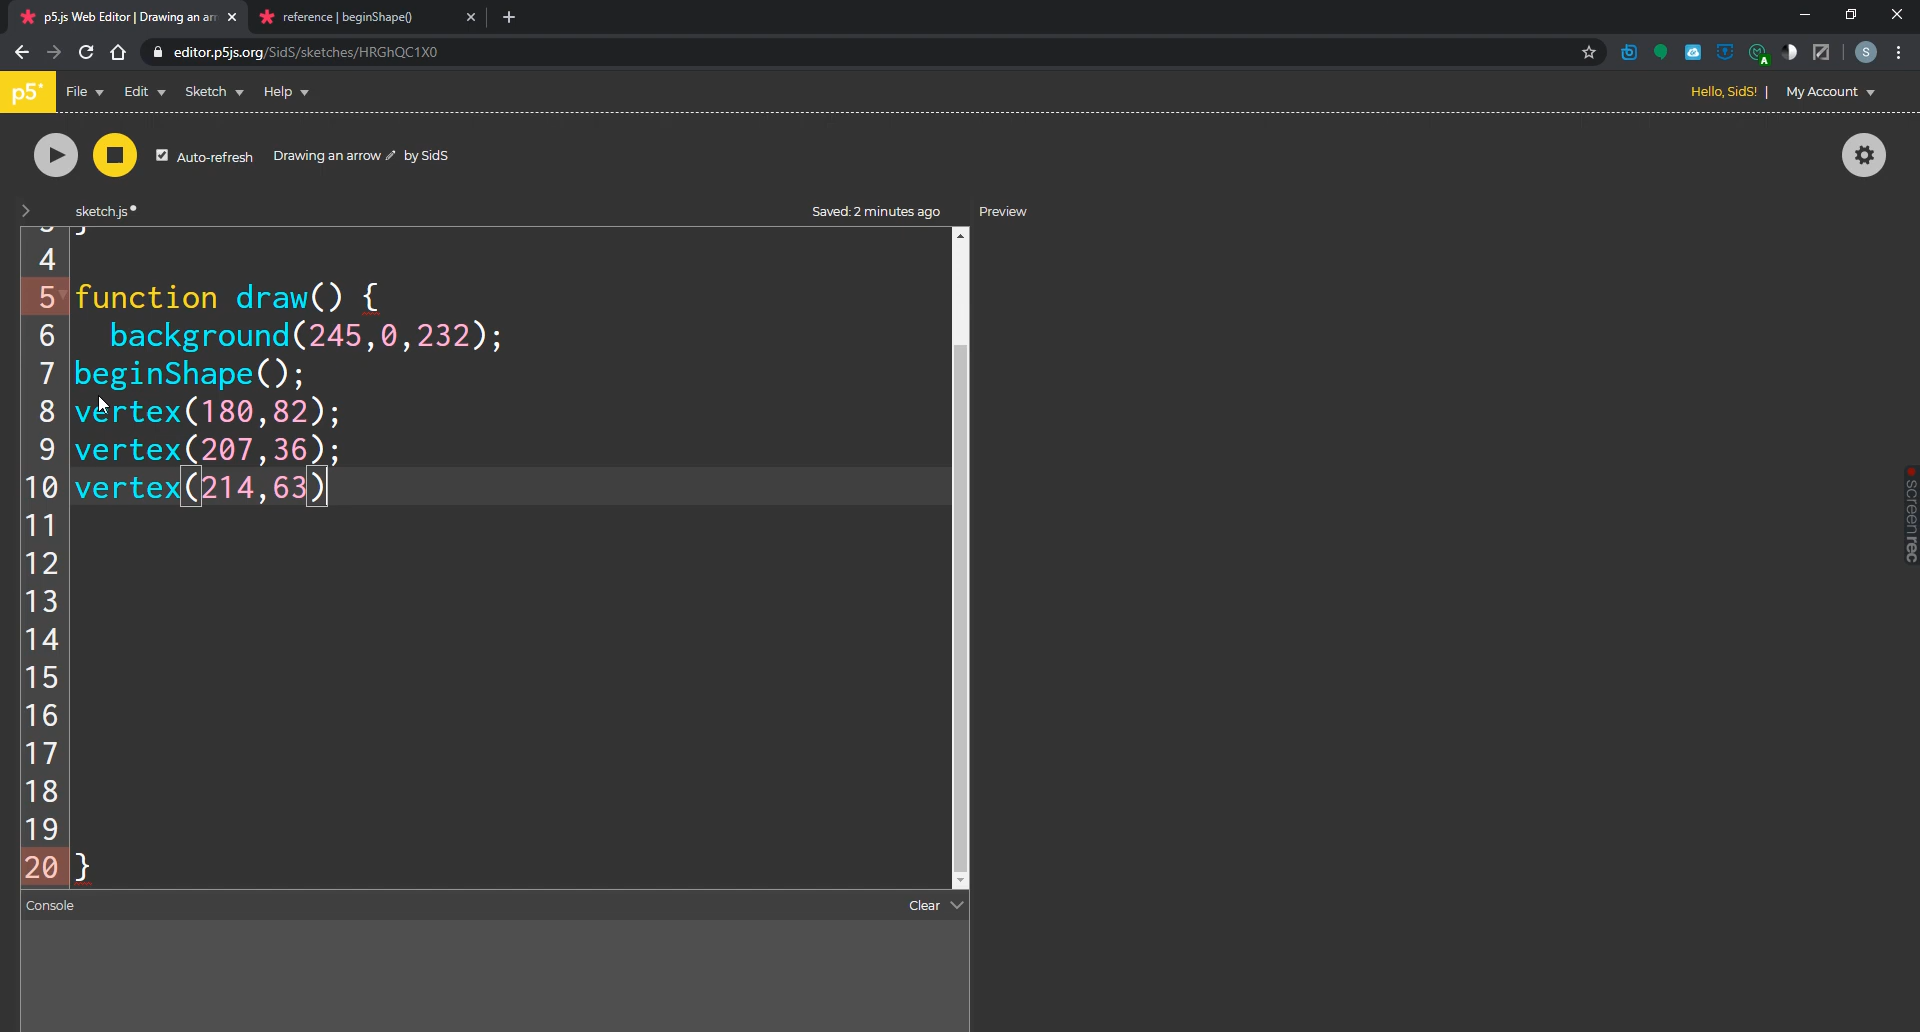 p5.js Web Editor | Drawing an arr
reference | beginShape()
editor.p5js.org/SidS/sketches/HRGhQC1X0
A
S
p5*
File
Edit
Sketch
Help
Hello, SidS!
|
My Account
Auto-refresh
Drawing an arrow
by SidS
sketch.js
Saved: 2 minutes ago
Preview
4
5 function draw() {
6 background(245,0,232);
7 beginShape();
8 vertex(180,82);
9 vertex(207,36);
10 vertex(214,63)
11
12
13
14
15
16
17
18
19
20 }
Console
Clear
screenrec